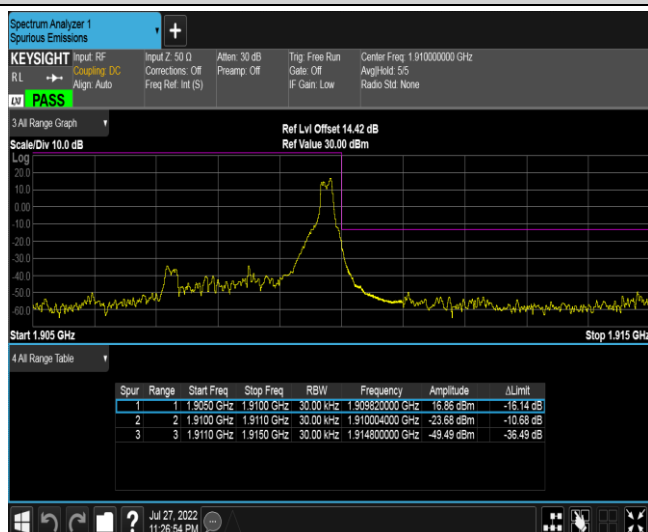 Spectrum Analyzer 1
Spurious Emissions
+
KEYSIGHT Input: RF Input Z: 50 Ω Atten: 30 dB Trig: Free Run Center Freq: 1.910000000 GHz
RL Coupling: DC Corrections: Off Preamp: Off Gate: Off Avg|Hold: 5/5
Align: Auto Freq Ref: Int (S) IF Gain: Low Radio Std: None
LXI PASS
3 All Range Graph Ref Lvl Offset 14.42 dB
Scale/Div 10.0 dB Ref Value 30.00 dBm
Log
20.0
10.0
0.00
-10.0
-20.0
-30.0
-40.0
-50.0
-60.0
Start 1.905 GHz Stop 1.915 GHz
4 All Range Table
Spur Range Start Freq Stop Freq RBW Frequency Amplitude ΔLimit
1 1 1.9050 GHz 1.9100 GHz 30.00 kHz 1.909820000 GHz 16.86 dBm -16.14 dB
2 2 1.9100 GHz 1.9110 GHz 30.00 kHz 1.910004000 GHz -23.68 dBm -10.68 dB
3 3 1.9110 GHz 1.9150 GHz 30.00 kHz 1.914800000 GHz -49.49 dBm -36.49 dB
? Jul 27, 2022
11:26:54 PM